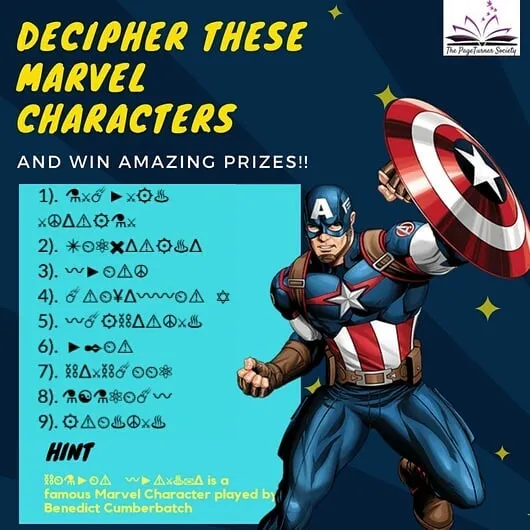 The PageTurner Society
DECIPHER THESE
MARVEL
CHARACTERS
AND WIN AMAZING PRIZES!!
1). ⚗⚔☄ ►⚔⚙♨
⚔☮∆⚠⚙⚗⚔
2). ✴⏲⚛✖∆⚠⚙♨∆
3). 〰►⏲⚠☮
4). ☄⚠⏲¥∆〰〰⏲⚠ ✡
5). 〰☄⚙⛓∆⚠☮⚔♨
6). ►✒⏲⚠
7). ⛓∆⚔⛓☄⏲⏲⚛
8). ⚗☯⚗⚛⏲☄〰
9). ⚙⚠⏲♨☮⚔♨
HINT
⛓⏲⚗►⏲⚠ 〰►⚠⚔♨✉∆ is a
famous Marvel Character played by
Benedict Cumberbatch